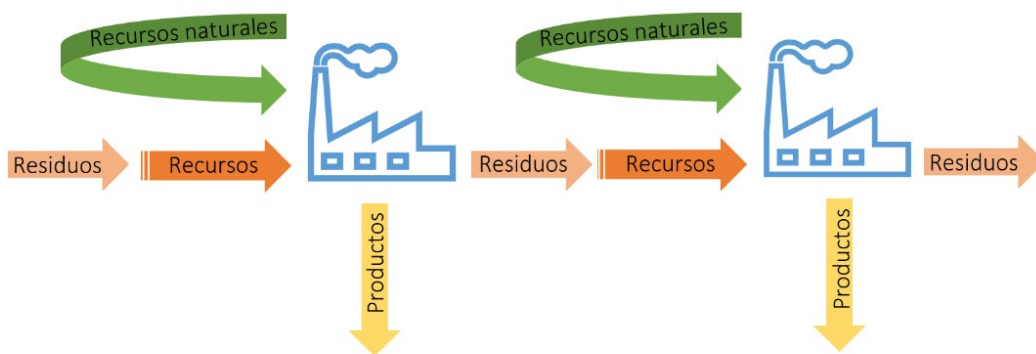 Recursos naturales
Recursos naturales
Residuos
Recursos
Residuos
Recursos
Residuos
Productos
Productos